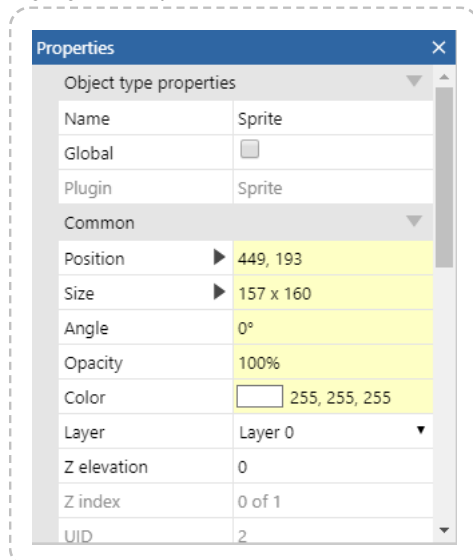 Properties
Object type properties
Name Sprite
Global
Plugin Sprite
Common
Position 449, 193
Size 157 x 160
Angle 0°
Opacity 100%
Color 255, 255, 255
Layer Layer 0
Z elevation 0
Z index 0 of 1
UID 2